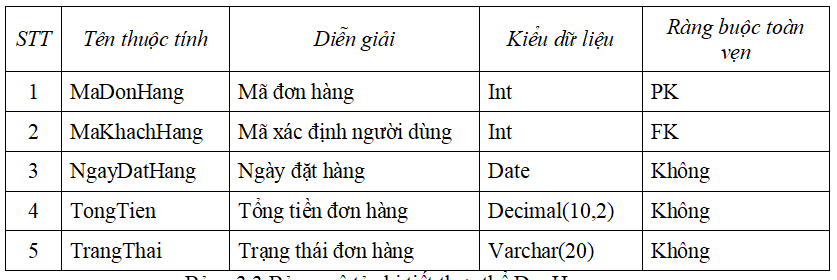 STT Tên thuộc tính Diễn giải Kiểu dữ liệu Ràng buộc toàn vẹn
1 MaDonHang Mã đơn hàng Int PK
2 MaKhachHang Mã xác định người dùng Int FK
3 NgayDatHang Ngày đặt hàng Date Không
4 TongTien Tổng tiền đơn hàng Decimal(10,2) Không
5 TrangThai Trạng thái đơn hàng Varchar(20) Không